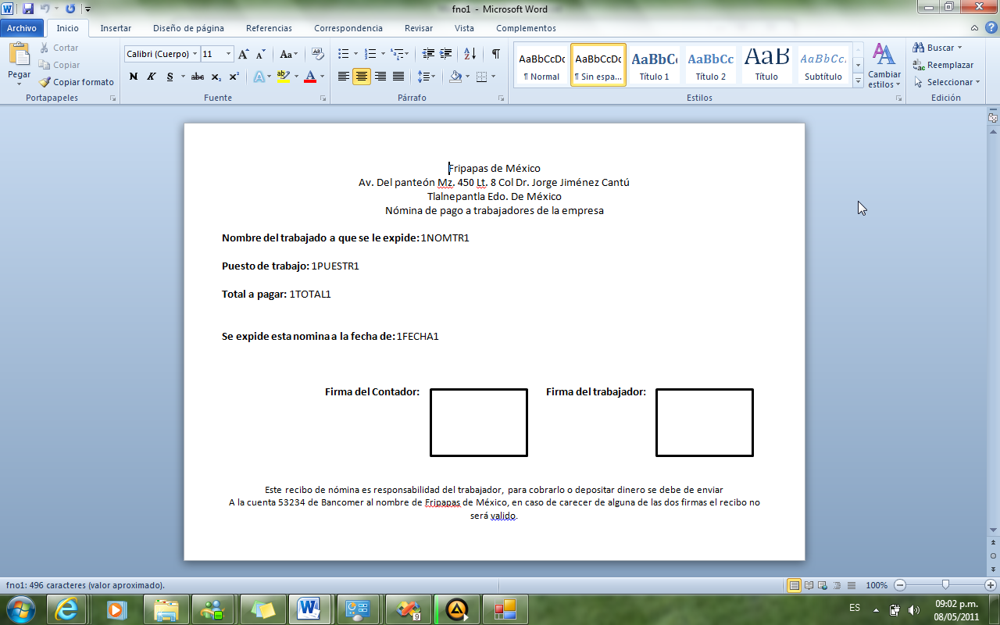 fno1 - Microsoft Word
Archivo Inicio Insertar Diseño de página Referencias Correspondencia Revisar Vista Complementos
Pegar
Cortar
Copiar
Copiar formato
Portapapeles
Calibri (Cuerpo) 11
Fuente
Párrafo
AaBbCcDc AaBbCcDc AaBbCc AaBbCc AaB AaBbCc.
¶ Normal ¶ Sin espa... Título 1 Título 2 Título Subtítulo
Cambiar estilos
Estilos
Buscar
Reemplazar
Seleccionar
Edición
Fripapas de México
Av. Del panteón Mz. 450 Lt. 8 Col Dr. Jorge Jiménez Cantú
Tlalnepantla Edo. De México
Nómina de pago a trabajadores de la empresa
Nombre del trabajado a que se le expide: 1NOMTR1
Puesto de trabajo: 1PUESTR1
Total a pagar: 1TOTAL1
Se expide esta nomina a la fecha de: 1FECHA1
Firma del Contador: Firma del trabajador:
Este recibo de nómina es responsabilidad del trabajador, para cobrarlo o depositar dinero se debe de enviar
A la cuenta 53234 de Bancomer al nombre de Fripapas de México, en caso de carecer de alguna de las dos firmas el recibo no
será valido.
fno1: 496 caracteres (valor aproximado). 100%
ES 09:02 p.m.
08/05/2011